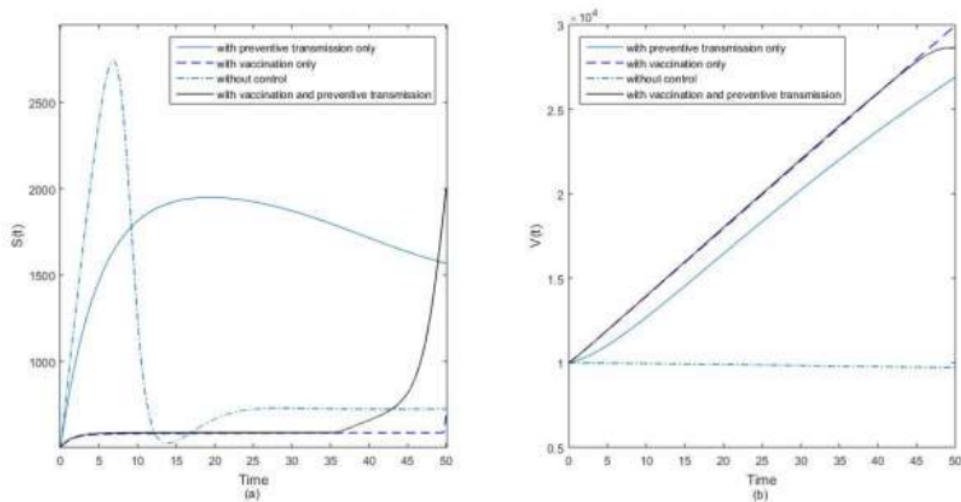 with preventive transmission only
with vaccination only
without control
with vaccination and preventive transmission
2500
2000
1500
1000
S(t)
0 5 10 15 20 25 30 35 40 45 50
Time
(a)
3 ×10⁴
with preventive transmission only
with vaccination only
without control
with vaccination and preventive transmission
2.5
2
1.5
1
0.5
V(t)
0 5 10 15 20 25 30 35 40 45 50
Time
(b)